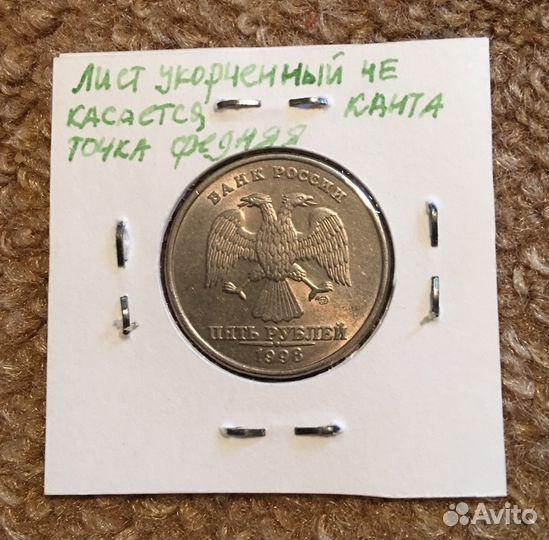 лист укорченный не
касается канта
точка средняя
БАНК РОССИИ
ПЯТЬ РУБЛЕЙ
1998
Avito